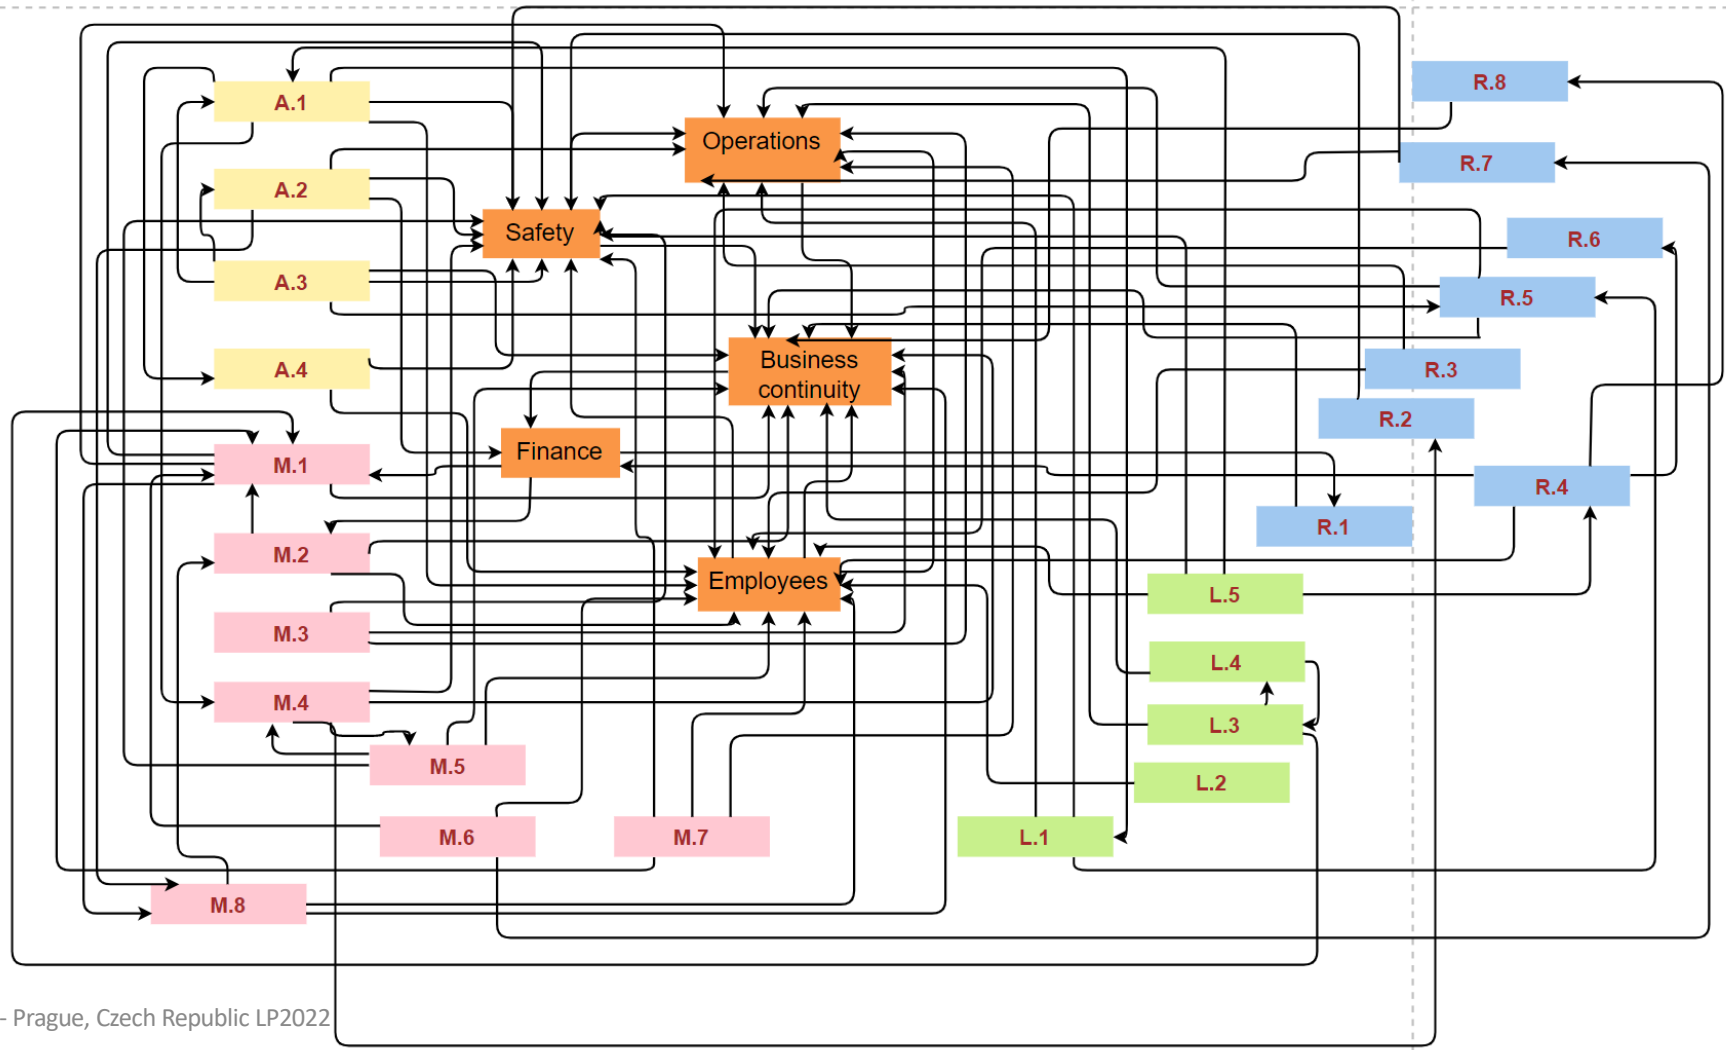 R.8
A.1
Operations
R.7
A.2
Safety
R.6
A.3
R.5
Business
continuity
A.4
R.3
R.2
Finance
M.1
R.4
R.1
M.2
Employees
L.5
M.3
L.4
M.4
L.3
M.5
L.2
M.6
M.7
L.1
M.8
- Prague, Czech Republic LP2022